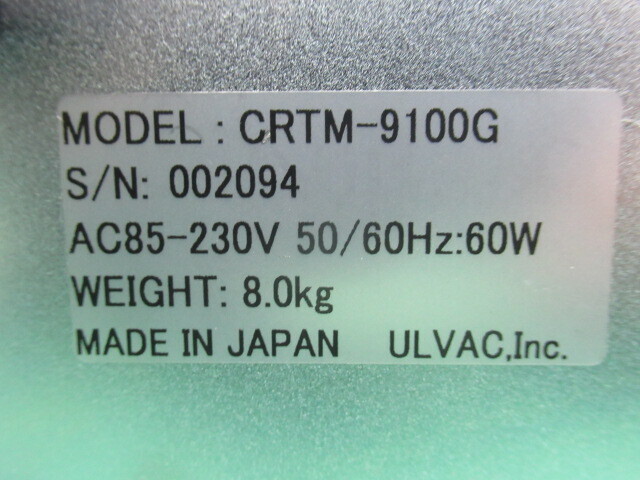 MODEL : CRTM-9100G
S/N: 002094
AC85-230V 50/60Hz:60W
WEIGHT: 8.0kg
MADE IN JAPAN ULVAC,Inc.